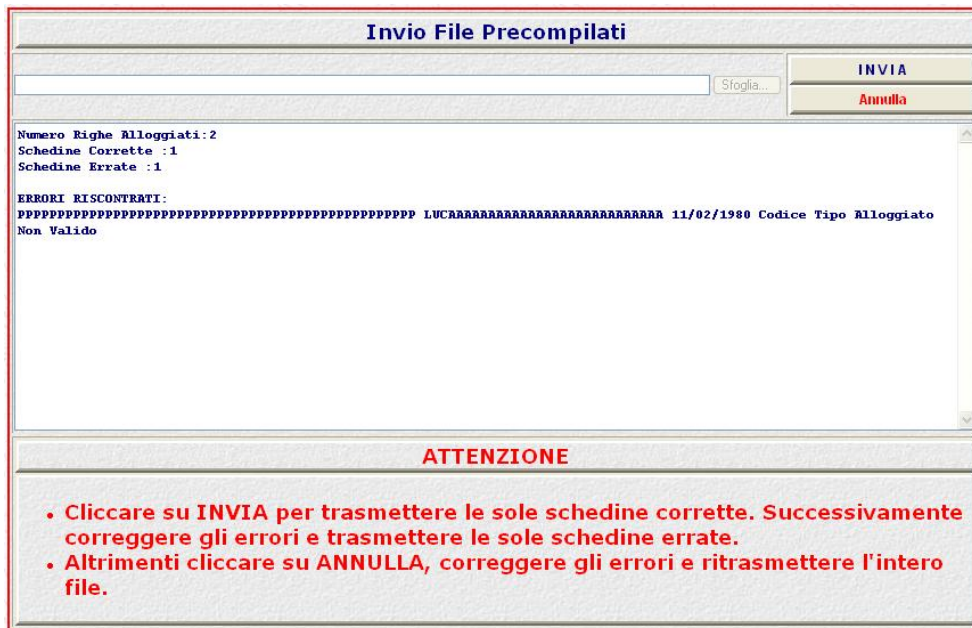 Invio File Precompilati
Sfoglia...
INVIA
Annulla
Numero Righe Alloggiati:2
Schedine Corrette :1
Schedine Errate :1
ERRORI RISCONTRATI:
PPPPPPPPPPPPPPPPPPPPPPPPPPPPPPPPPPPPPPPPPPPPPPPPPP LUCAAAAAAAAAAAAAAAAAAAAAAAAAAA 11/02/1980 Codice Tipo Alloggiato
Non Valido
ATTENZIONE
• Cliccare su INVIA per trasmettere le sole schedine corrette. Successivamente
correggere gli errori e trasmettere le sole schedine errate.
• Altrimenti cliccare su ANNULLA, correggere gli errori e ritrasmettere l'intero
file.